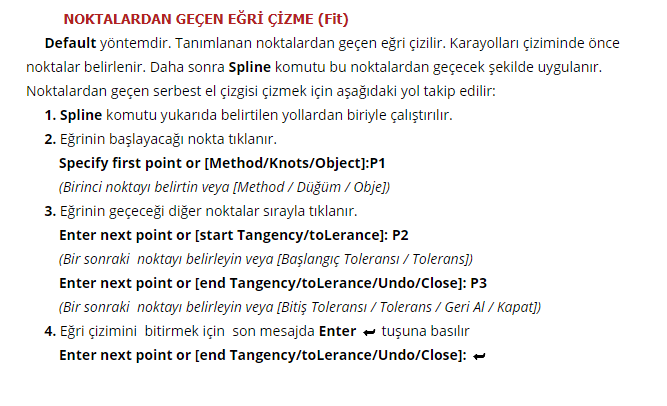 NOKTALARDAN GEÇEN EĞRİ ÇİZME (Fit)
Default yöntemdir. Tanımlanan noktalardan geçen eğri çizilir. Karayolları çiziminde önce
noktalar belirlenir. Daha sonra Spline komutu bu noktalardan geçecek şekilde uygulanır.
Noktalardan geçen serbest el çizgisi çizmek için aşağıdaki yol takip edilir:
1. Spline komutu yukarıda belirtilen yollardan biriyle çalıştırılır.
2. Eğrinin başlayacağı nokta tıklanır.
Specify first point or [Method/Knots/Object]:P1
(Birinci noktayı belirtin veya [Method / Düğüm / Obje])
3. Eğrinin geçeceği diğer noktalar sırayla tıklanır.
Enter next point or [start Tangency/toLerance]: P2
(Bir sonraki noktayı belirleyin veya [Başlangıç Toleransı / Tolerans])
Enter next point or [end Tangency/toLerance/Undo/Close]: P3
(Bir sonraki noktayı belirleyin veya [Bitiş Toleransı / Tolerans / Geri Al / Kapat])
4. Eğri çizimini bitirmek için son mesajda Enter ↵ tuşuna basılır
Enter next point or [end Tangency/toLerance/Undo/Close]: ↵